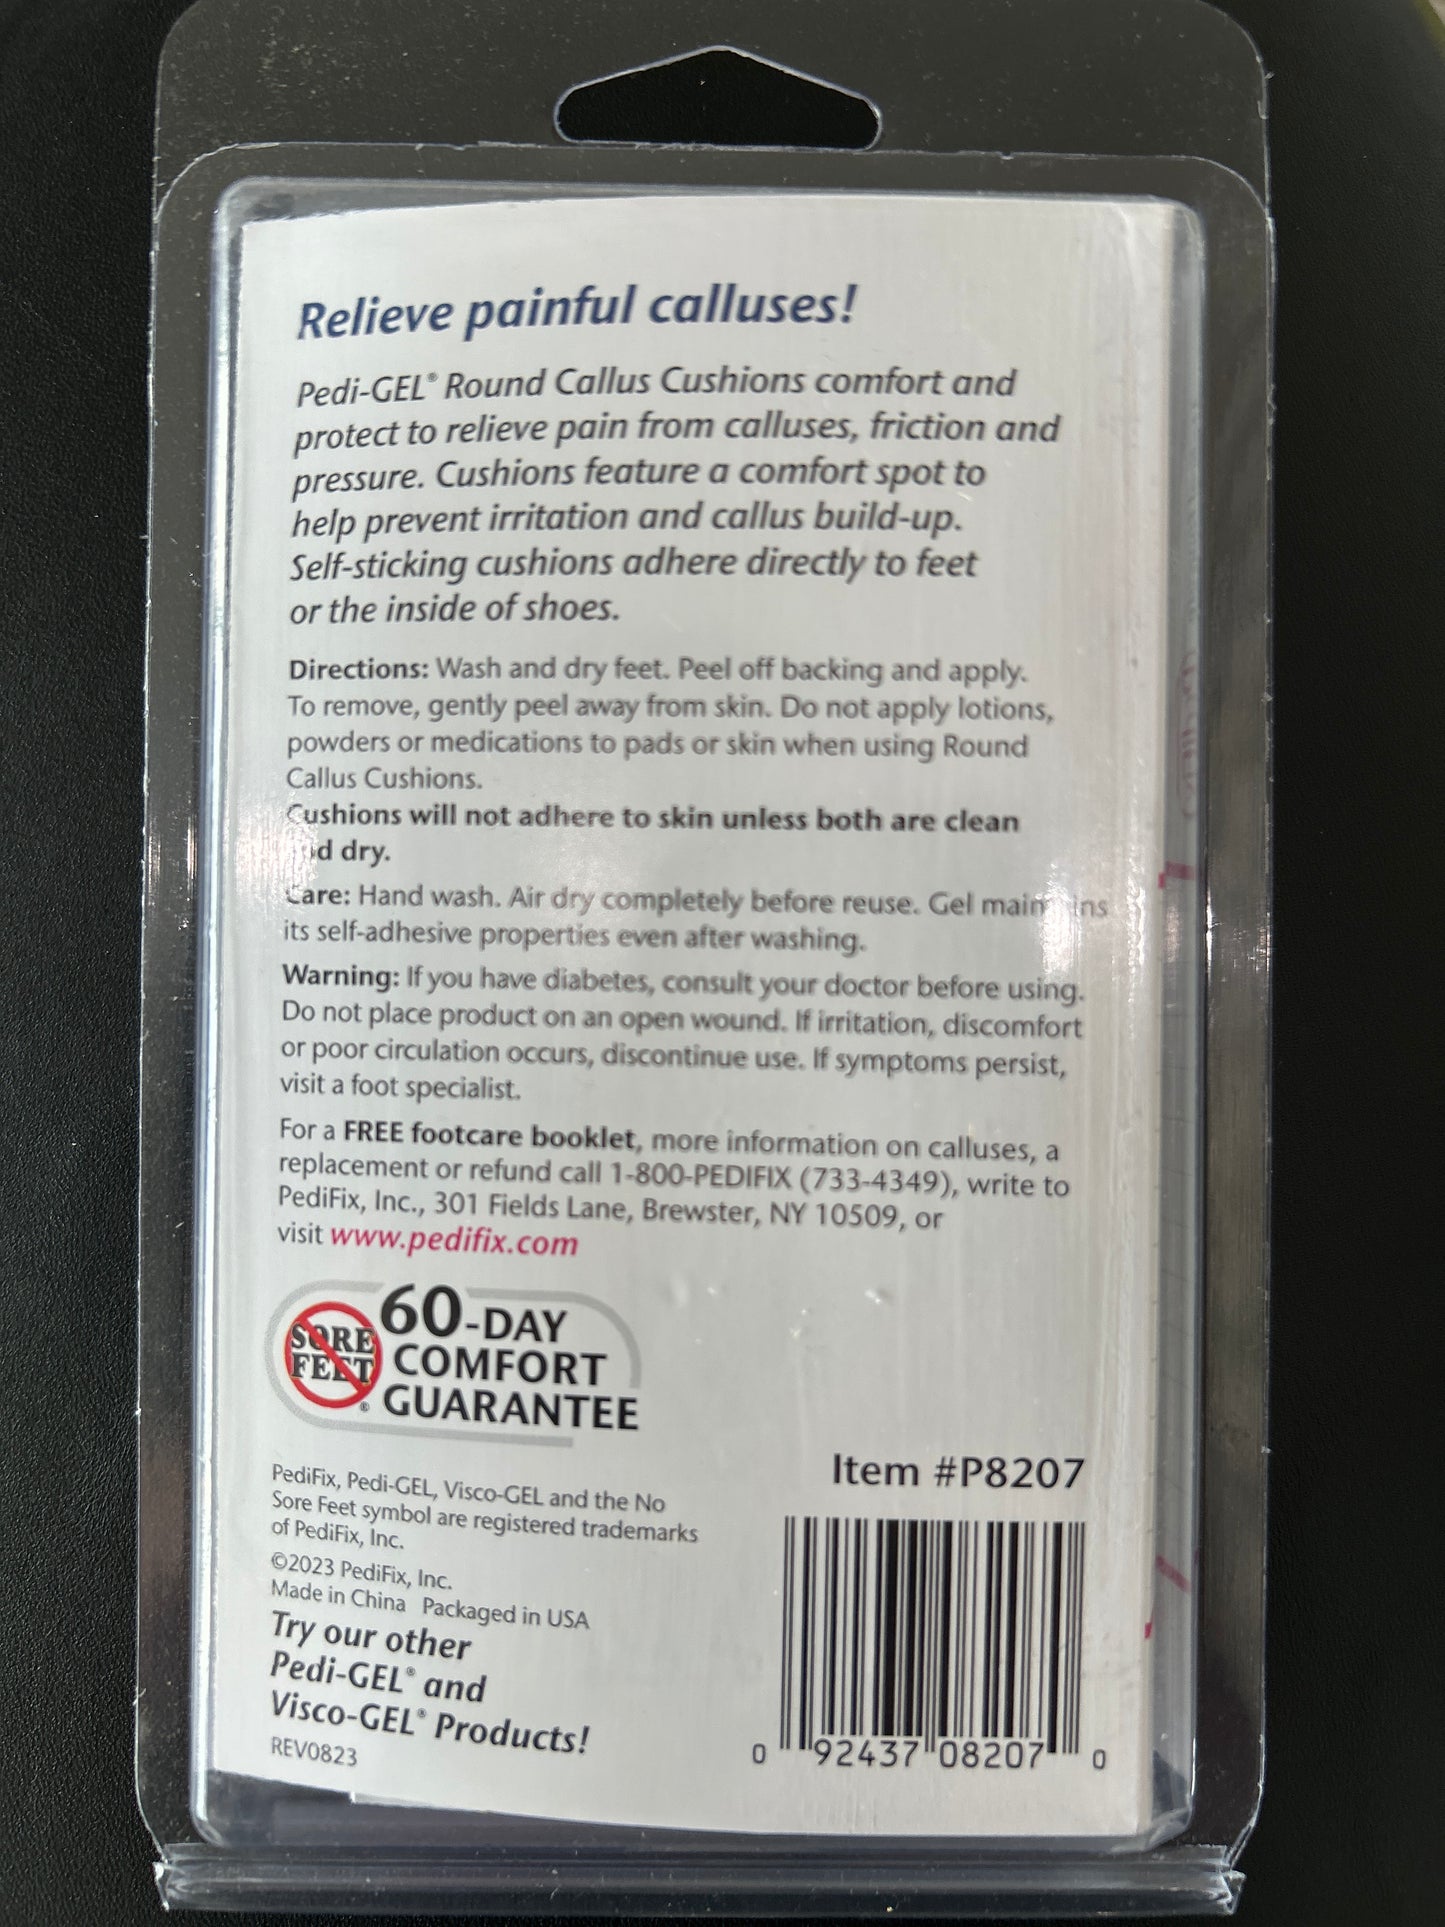 Relieve painful calluses!
Pedi-GEL® Round Callus Cushions comfort and
protect to relieve pain from calluses, friction and
pressure. Cushions feature a comfort spot to
help prevent irritation and callus build-up.
Self-sticking cushions adhere directly to feet
or the inside of shoes.
Directions: Wash and dry feet. Peel off backing and apply.
To remove, gently peel away from skin. Do not apply lotions,
powders or medications to pads or skin when using Round
Callus Cushions.
Cushions will not adhere to skin unless both are clean
and dry.
Care: Hand wash. Air dry completely before reuse. Gel maintains
its self-adhesive properties even after washing.
Warning: If you have diabetes, consult your doctor before using.
Do not place product on an open wound. If irritation, discomfort
or poor circulation occurs, discontinue use. If symptoms persist,
visit a foot specialist.
For a FREE footcare booklet, more information on calluses, a
replacement or refund call 1-800-PEDIFIX (733-4349), write to
PediFix, Inc., 301 Fields Lane, Brewster, NY 10509, or
visit www.pedifix.com
SORE
FEET®
60-DAY
COMFORT
GUARANTEE
PediFix, Pedi-GEL, Visco-GEL and the No
Sore Feet symbol are registered trademarks
of PediFix, Inc.
©2023 PediFix, Inc.
Made in China Packaged in USA
Try our other
Pedi-GEL® and
Visco-GEL® Products!
REV0823
Item #P8207
0 92437 08207 0